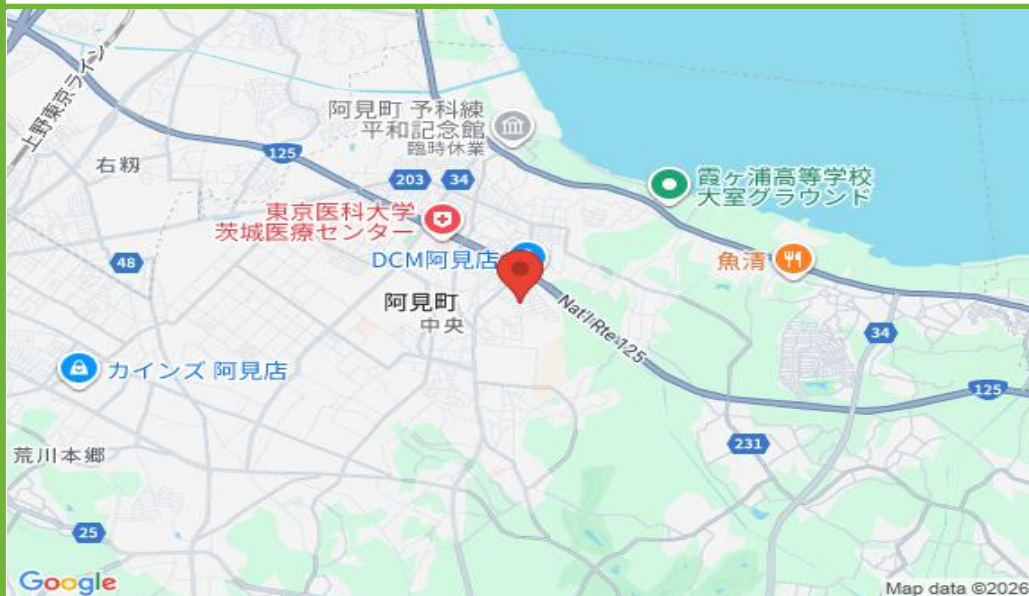 上野東京ライン
阿見町 予科練
平和記念館
臨時休業
125
右籾
203
34
霞ヶ浦高等学校
大室グラウンド
東京医科大学
茨城医療センター
48
DCM阿見店
魚清
阿見町
中央
Nat'l Rte 125
34
カインズ 阿見店
125
231
荒川本郷
25
Google
Map data ©2026